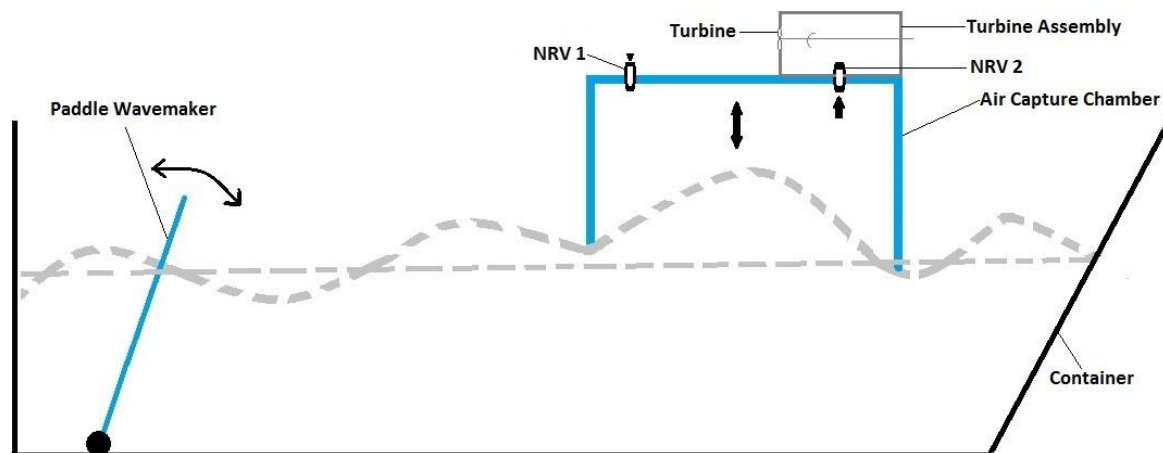 Turbine
Turbine Assembly
NRV 1
NRV 2
Paddle Wavemaker
Air Capture Chamber
Container